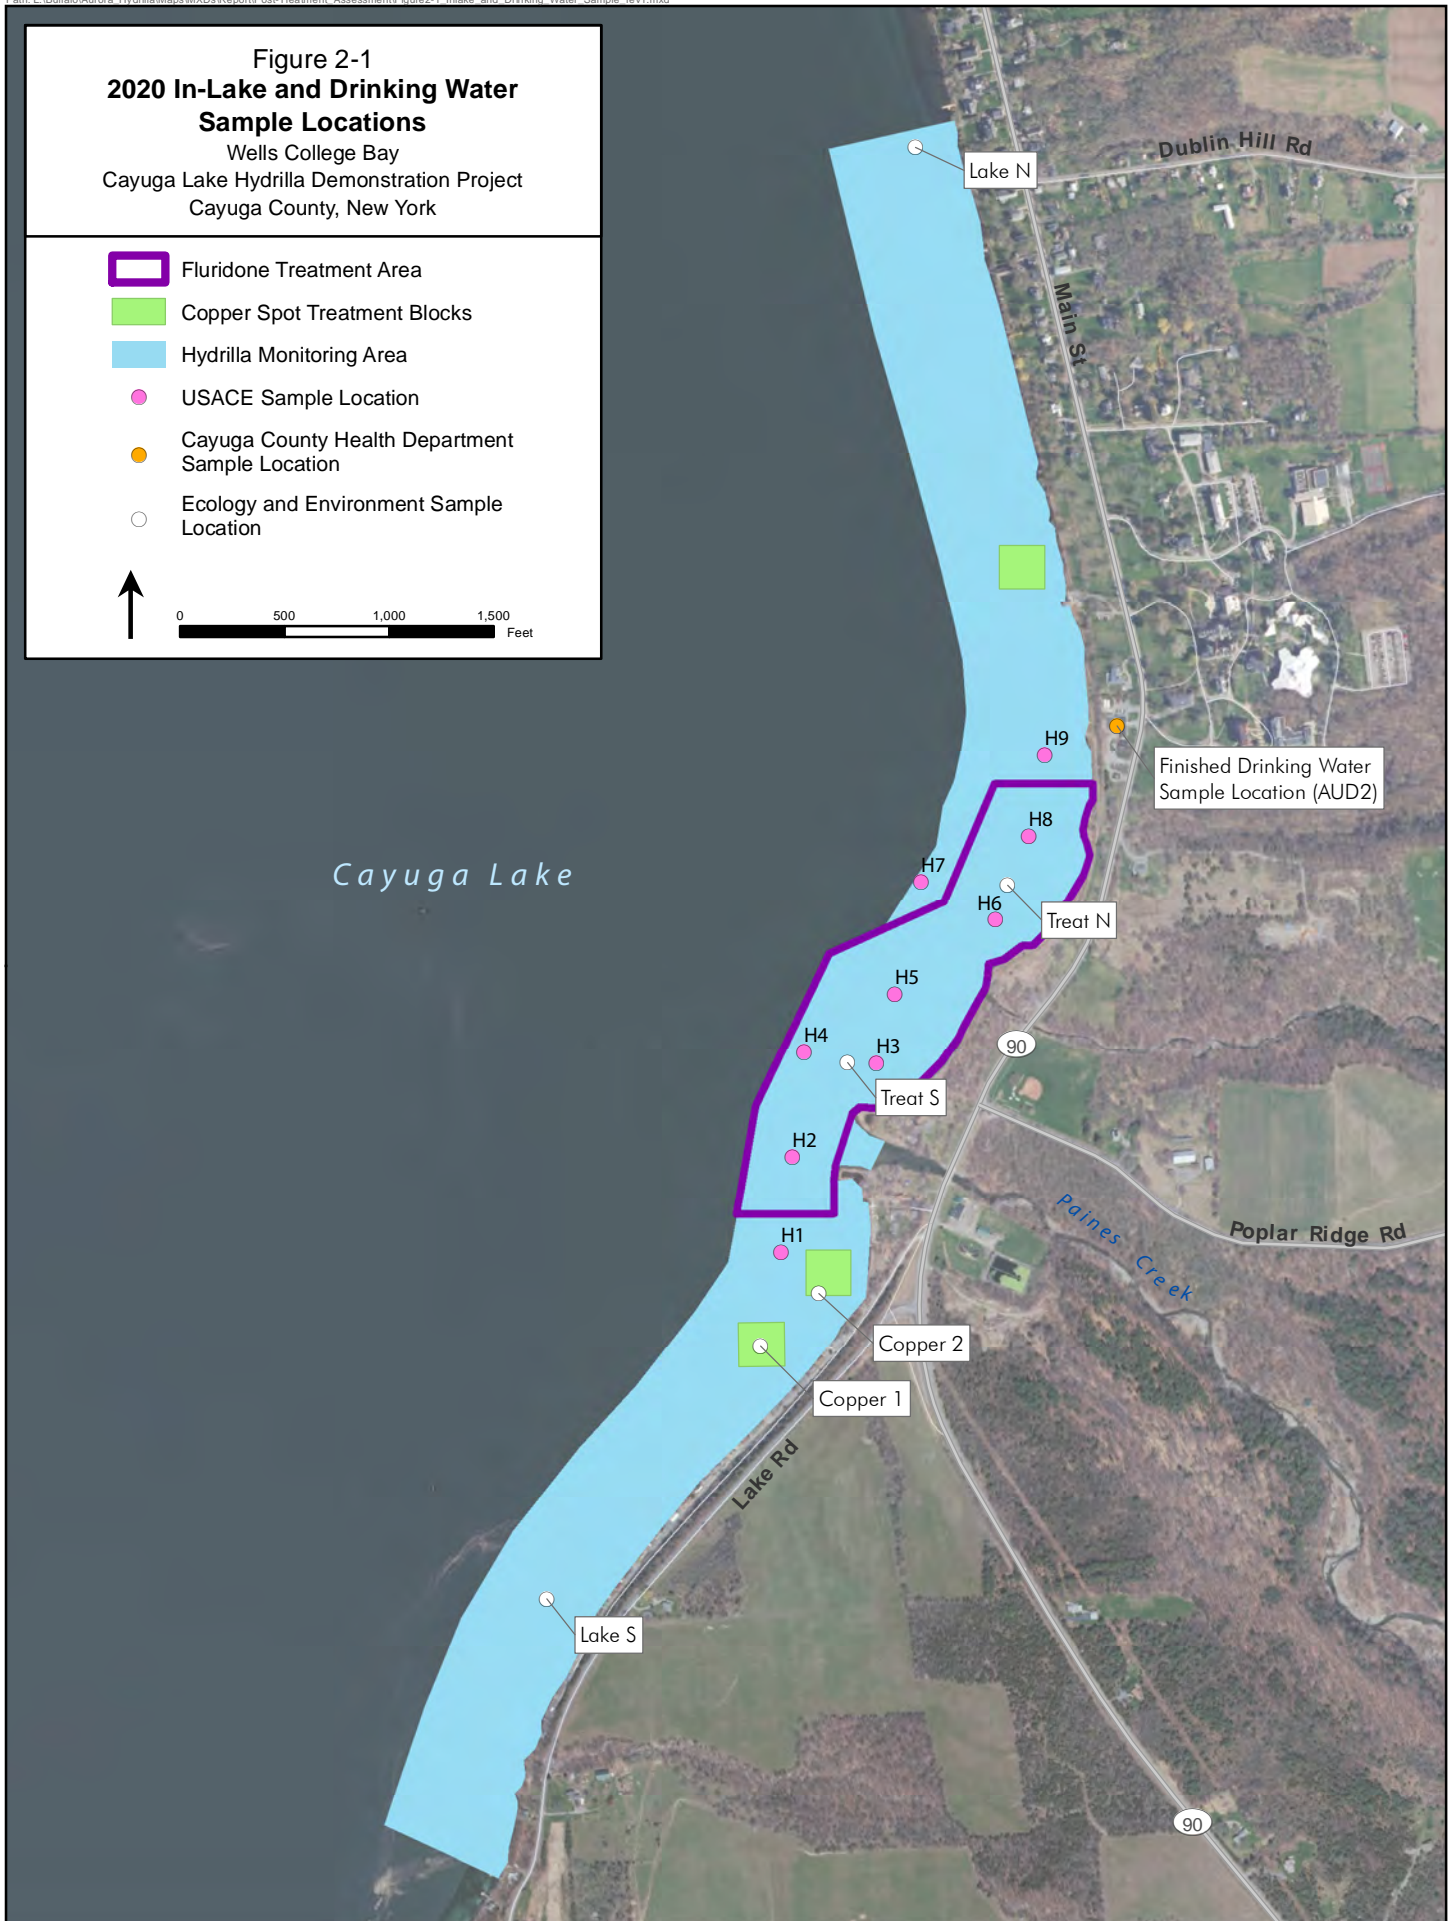 Figure 2-1
2020 In-Lake and Drinking Water
Sample Locations
Wells College Bay
Cayuga Lake Hydrilla Demonstration Project
Cayuga County, New York
Fluridone Treatment Area
Copper Spot Treatment Blocks
Hydrilla Monitoring Area
USACE Sample Location
Cayuga County Health Department
Sample Location
Ecology and Environment Sample
Location
0 500 1,000 1,500
Feet
Lake N
Dublin Hill Rd
Main St
H9
Finished Drinking Water
Sample Location (AUD2)
H8
Cayuga Lake
H7
H6
Treat N
H5
H4
H3
90
Treat S
H2
Paines Creek
Poplar Ridge Rd
H1
Copper 2
Copper 1
Lake Rd
Lake S
90